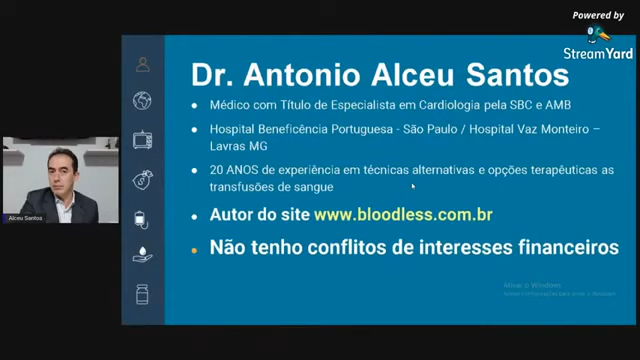 Powered by
StreamYard
Dr. Antonio Alceu Santos
• Médico com Título de Especialista em Cardiologia pela SBC e AMB
• Hospital Beneficência Portuguesa - São Paulo / Hospital Vaz Monteiro –
Lavras MG
• 20 ANOS de experiência em técnicas alternativas e opções terapêuticas as
transfusões de sangue
• Autor do site www.bloodless.com.br
• Não tenho conflitos de interesses financeiros
Alceu Santos
Ativar o Windows